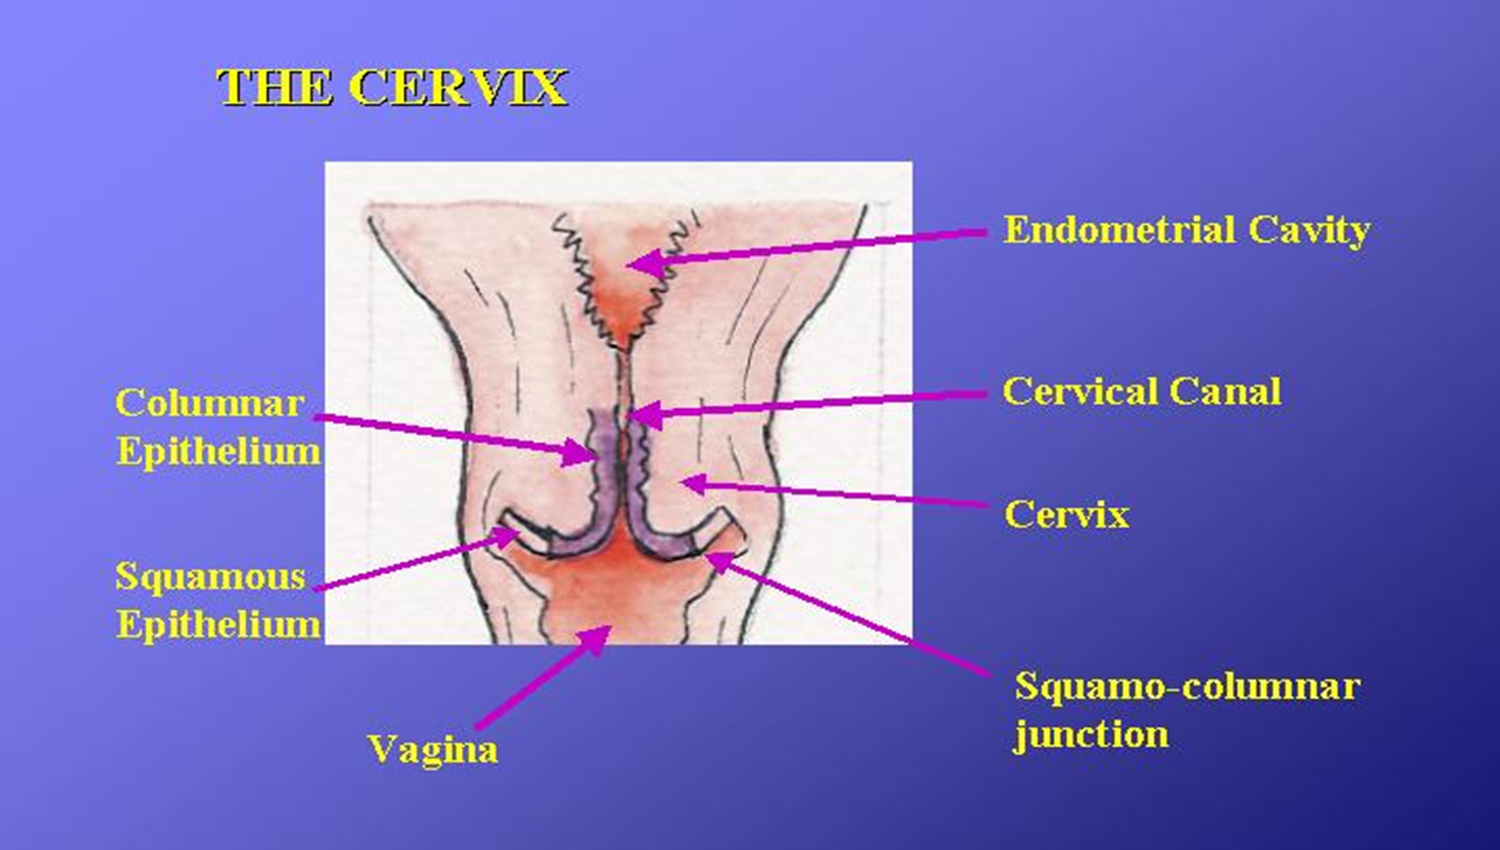 THE CERVIX
Endometrial Cavity
Columnar
Epithelium
Cervical Canal
Cervix
Squamous
Epithelium
Squamo-columnar
junction
Vagina